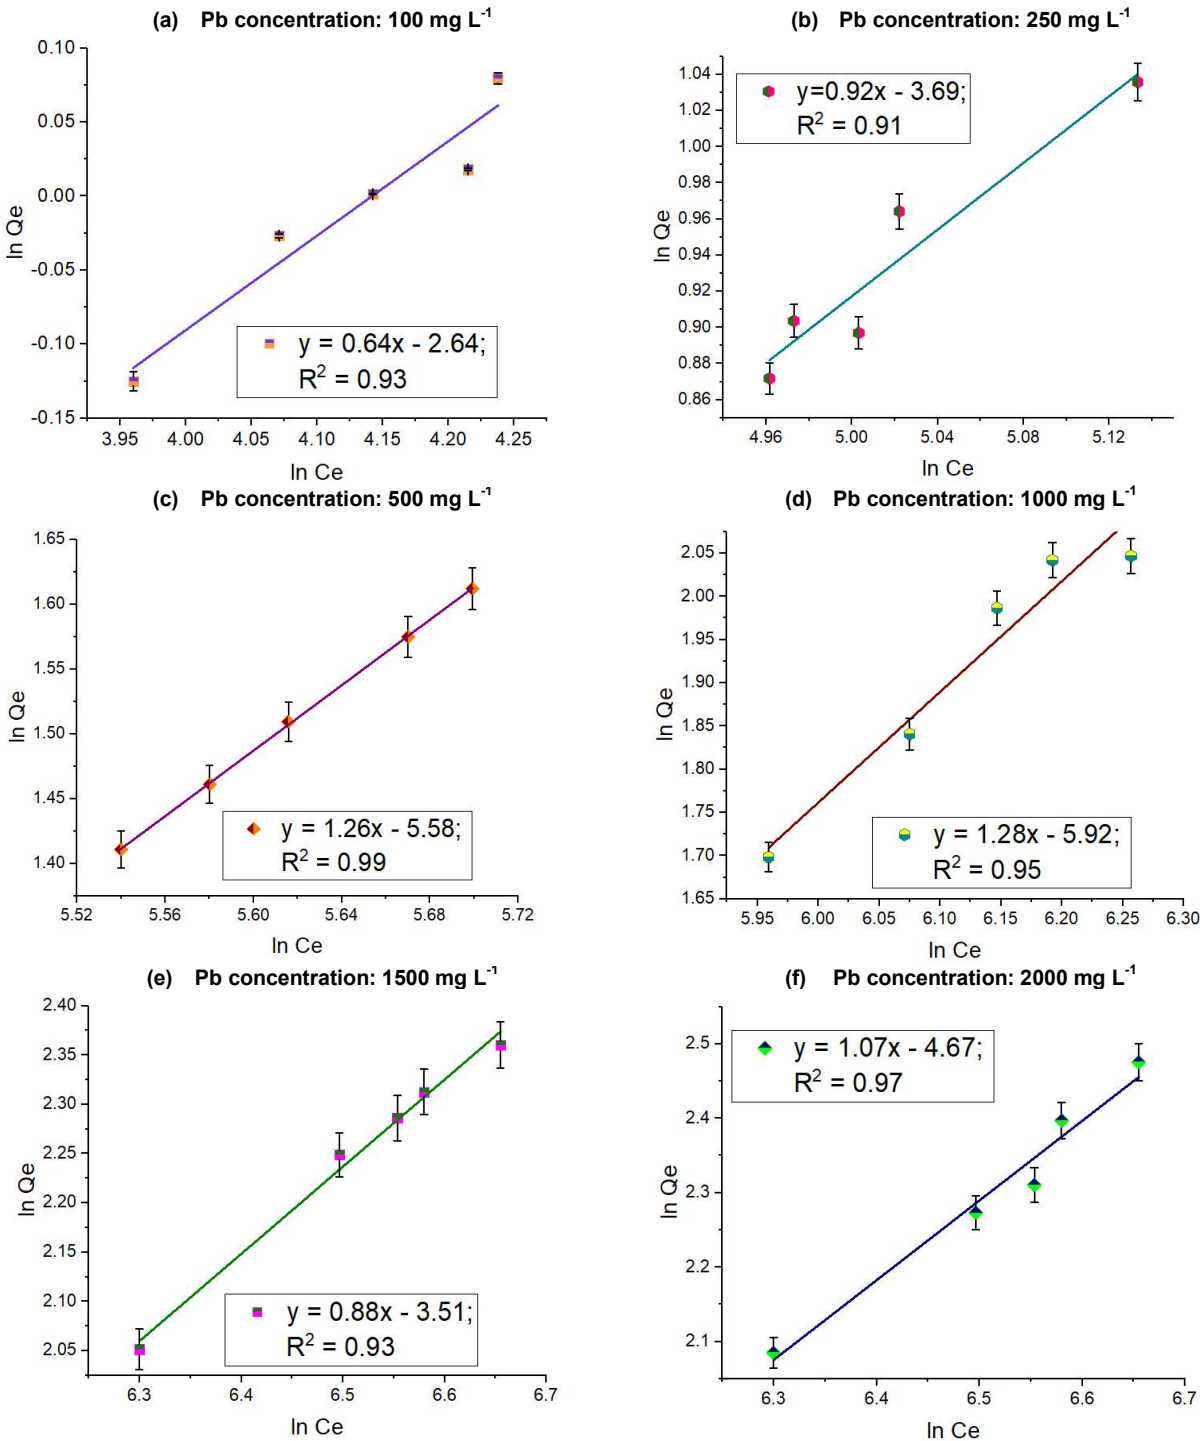 (a) Pb concentration: 100 mg L⁻¹
0.10
0.05
0.00
-0.05
-0.10
-0.15
ln Qe
y = 0.64x - 2.64;
R² = 0.93
3.95 4.00 4.05 4.10 4.15 4.20 4.25
ln Ce
(b) Pb concentration: 250 mg L⁻¹
1.04
1.02
1.00
0.98
0.96
0.94
0.92
0.90
0.88
0.86
ln Qe
y=0.92x - 3.69;
R² = 0.91
4.96 5.00 5.04 5.08 5.12
ln Ce
(c) Pb concentration: 500 mg L⁻¹
1.65
1.60
1.55
1.50
1.45
1.40
ln Qe
y = 1.26x - 5.58;
R² = 0.99
5.52 5.56 5.60 5.64 5.68 5.72
ln Ce
(d) Pb concentration: 1000 mg L⁻¹
2.05
2.00
1.95
1.90
1.85
1.80
1.75
1.70
1.65
ln Qe
y = 1.28x - 5.92;
R² = 0.95
5.95 6.00 6.05 6.10 6.15 6.20 6.25 6.30
ln Ce
(e) Pb concentration: 1500 mg L⁻¹
2.40
2.35
2.30
2.25
2.20
2.15
2.10
2.05
ln Qe
y = 0.88x - 3.51;
R² = 0.93
6.3 6.4 6.5 6.6 6.7
ln Ce
(f) Pb concentration: 2000 mg L⁻¹
2.5
2.4
2.3
2.2
2.1
ln Qe
y = 1.07x - 4.67;
R² = 0.97
6.3 6.4 6.5 6.6 6.7
ln Ce